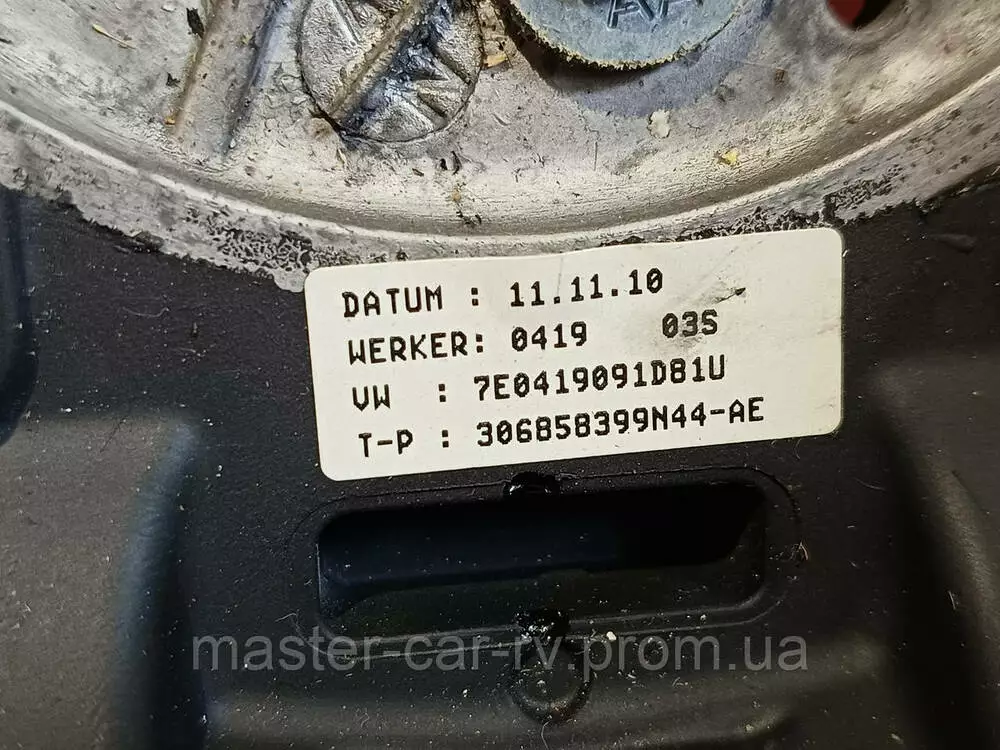 DATUM : 11.11.10
WERKER: 0419 03S
VW : 7E0419091D81U
T-P : 306858399N44-AE
master-car-rv.prom.ua